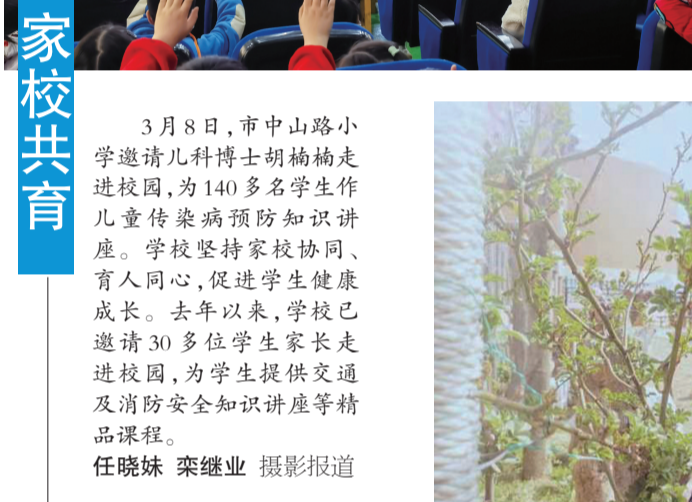 家校共育
3月8日,市中山路小
学邀请儿科博士胡楠楠走
进校园,为140多名学生作
儿童传染病预防知识讲
座。学校坚持家校协同、
育人同心,促进学生健康
成长。去年以来,学校已
邀请30多位学生家长走
进校园,为学生提供交通
及消防安全知识讲座等精
品课程。
任晓妹 栾继业 摄影报道